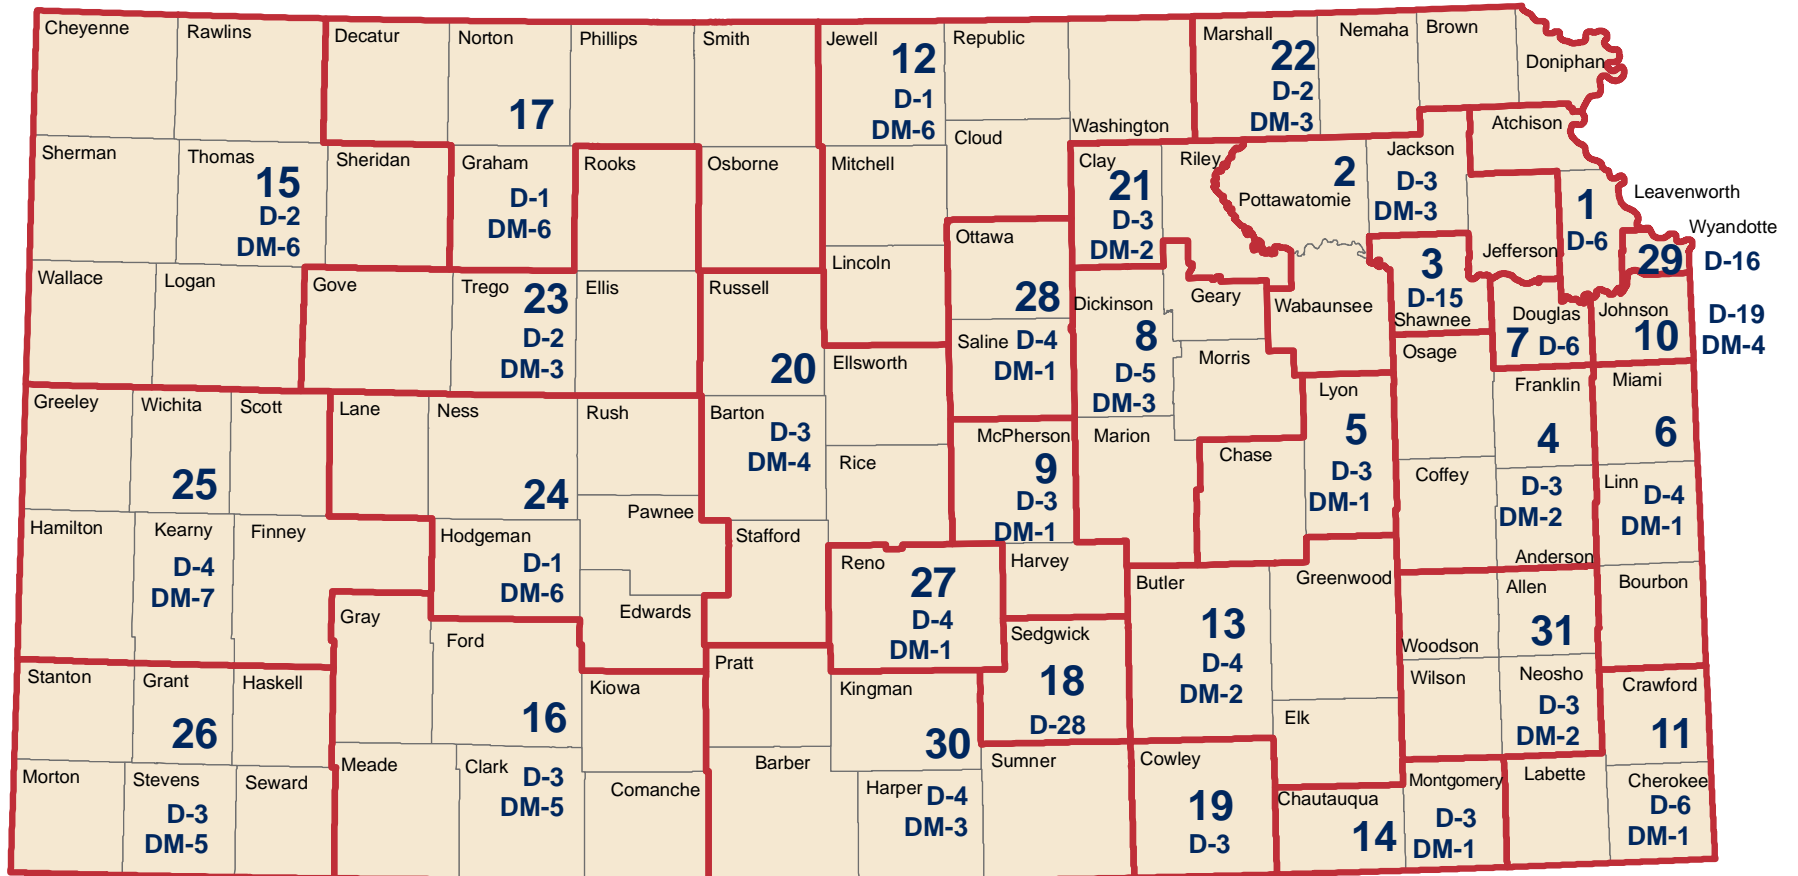 Cheyenne
Rawlins
Decatur
Norton
Phillips
Smith
Jewell
Republic
Marshall
Nemaha
Brown
Doniphan
12
D-1
DM-6
22
D-2
DM-3
17
Washington
Atchison
Sherman
Thomas
Sheridan
Graham
Rooks
Osborne
Mitchell
Cloud
Clay
Riley
Pottawatomie
Jackson
15
D-2
DM-6
D-1
DM-6
21
D-3
DM-2
2
D-3
DM-3
1
D-6
Leavenworth
Wyandotte
29
D-16
Jefferson
Wallace
Logan
Gove
Trego
Ellis
Russell
Lincoln
Ottawa
Dickinson
Geary
Wabaunsee
3
D-15
Shawnee
Douglas
7
D-6
Johnson
10
D-19
DM-4
23
D-2
DM-3
20
28
Saline
D-4
DM-1
8
D-5
DM-3
Morris
Ellsworth
Osage
Franklin
Miami
Greeley
Wichita
Scott
Lane
Ness
Rush
Barton
D-3
DM-4
Rice
McPherson
9
D-3
DM-1
Marion
Chase
Lyon
5
D-3
DM-1
4
D-3
DM-2
Coffey
Anderson
6
Linn
D-4
DM-1
25
24
Pawnee
Stafford
Hamilton
Kearny
Finney
D-4
DM-7
Hodgeman
D-1
DM-6
Edwards
Reno
27
D-4
DM-1
Harvey
Butler
Greenwood
13
D-4
DM-2
Allen
31
Woodson
Bourbon
Gray
Ford
Pratt
Sedgwick
18
D-28
Wilson
Neosho
D-3
DM-2
Crawford
11
Stanton
Grant
Haskell
26
16
Kiowa
Kingman
30
Elk
Morton
Stevens
Seward
D-3
DM-5
Meade
Clark
D-3
DM-5
Comanche
Barber
Harper
D-4
DM-3
Sumner
Cowley
19
D-3
Chautauqua
14
Montgomery
D-3
DM-1
Labette
Cherokee
D-6
DM-1